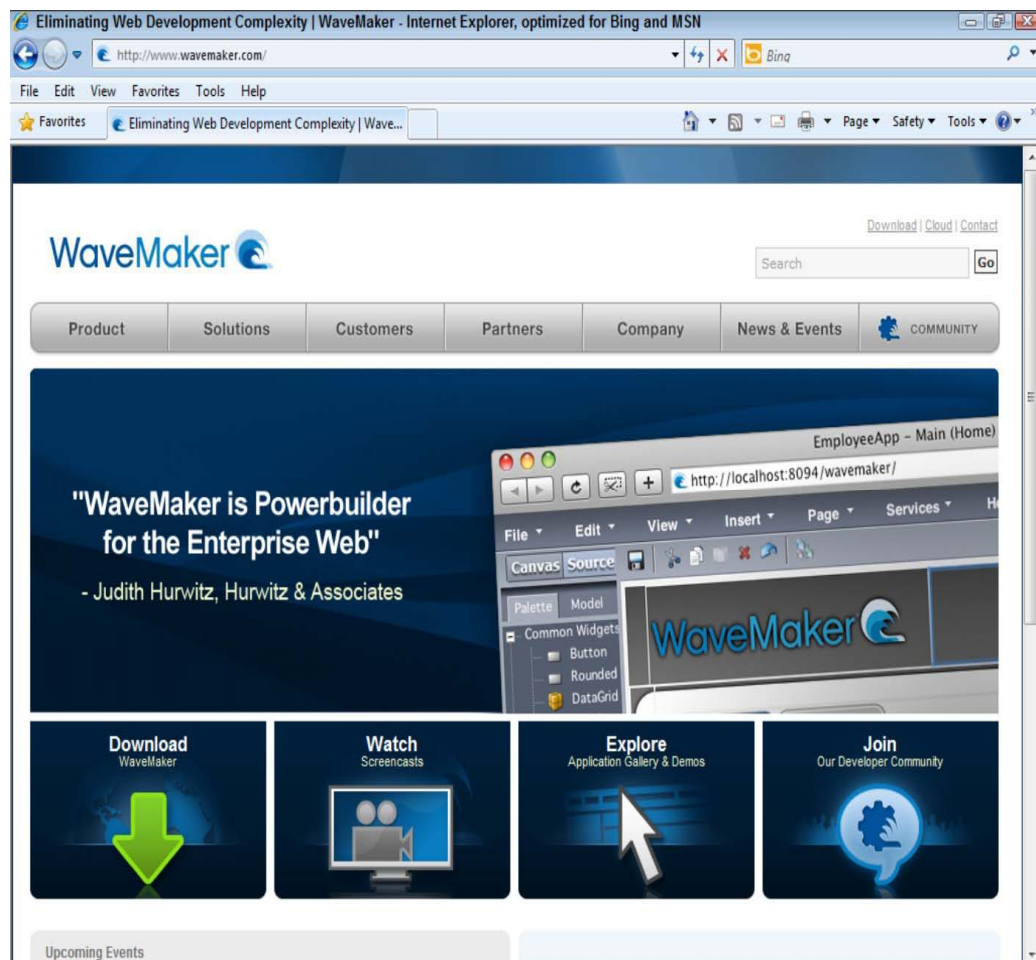 Eliminating Web Development Complexity | WaveMaker - Internet Explorer, optimized for Bing and MSN
http://www.wavemaker.com/
Bing
File Edit View Favorites Tools Help
Favorites
Eliminating Web Development Complexity | Wave...
Page Safety Tools
Download | Cloud | Contact
WaveMaker
Search
Go
Product Solutions Customers Partners Company News & Events COMMUNITY
"WaveMaker is Powerbuilder
for the Enterprise Web"
- Judith Hurwitz, Hurwitz & Associates
EmployeeApp – Main (Home)
http://localhost:8094/wavemaker/
File Edit View Insert Page Services
Canvas Source
Palette Model
Common Widgets
Button
Rounded
DataGrid
WaveMaker
Download
WaveMaker
Watch
Screencasts
Explore
Application Gallery & Demos
Join
Our Developer Community
Upcoming Events